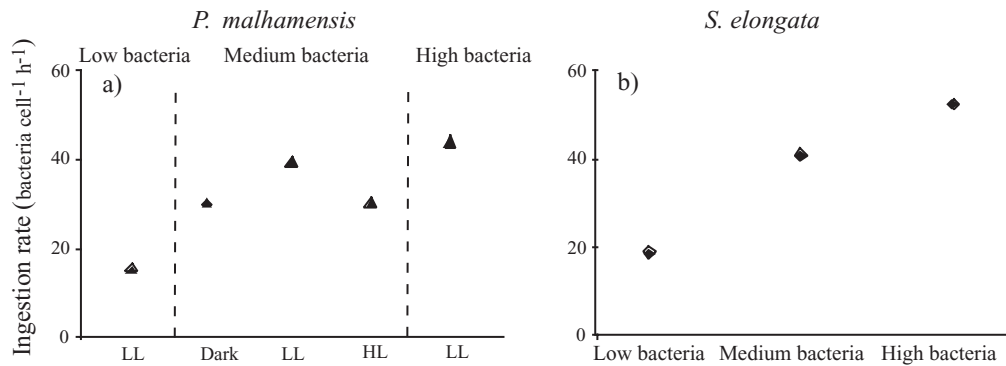 P. malhamensis
S. elongata
Low bacteria Medium bacteria High bacteria
a)
b)
Ingestion rate (bacteria cell-1 h-1)
60
40
20
0
LL Dark LL HL LL
60
40
20
0
Low bacteria Medium bacteria High bacteria